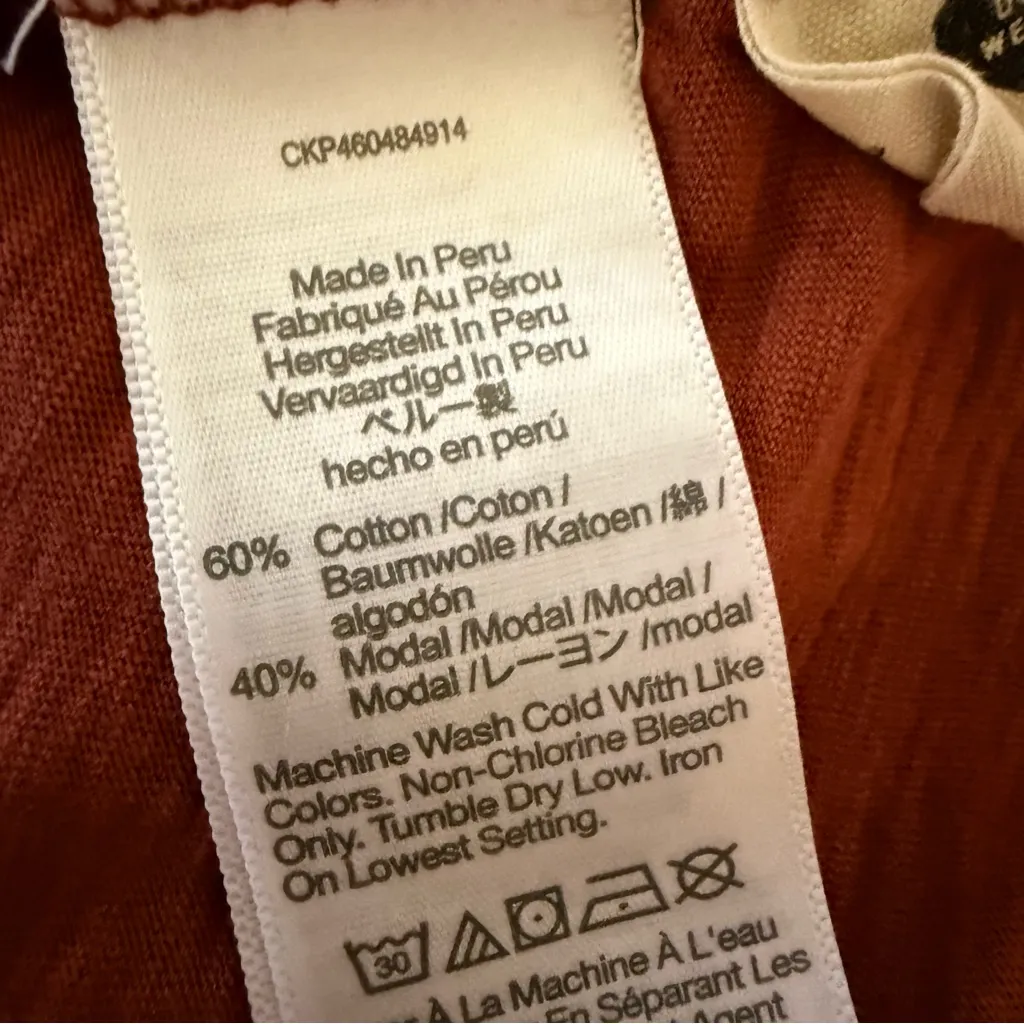 CKP460484914
Made In Peru
Fabriqué Au Pérou
Hergestellt In Peru
Vervaardigd In Peru
ペルー製
hecho en perú
60% Cotton /Coton /
Baumwolle /Katoen /綿 /
algodón
40% Modal /Modal /Modal /
Modal /レーヨン /modal
Machine Wash Cold With Like
Colors. Non-Chlorine Bleach
Only. Tumble Dry Low. Iron
On Lowest Setting.
30
À La Machine À L'eau
En Séparant Les
Agent
WE